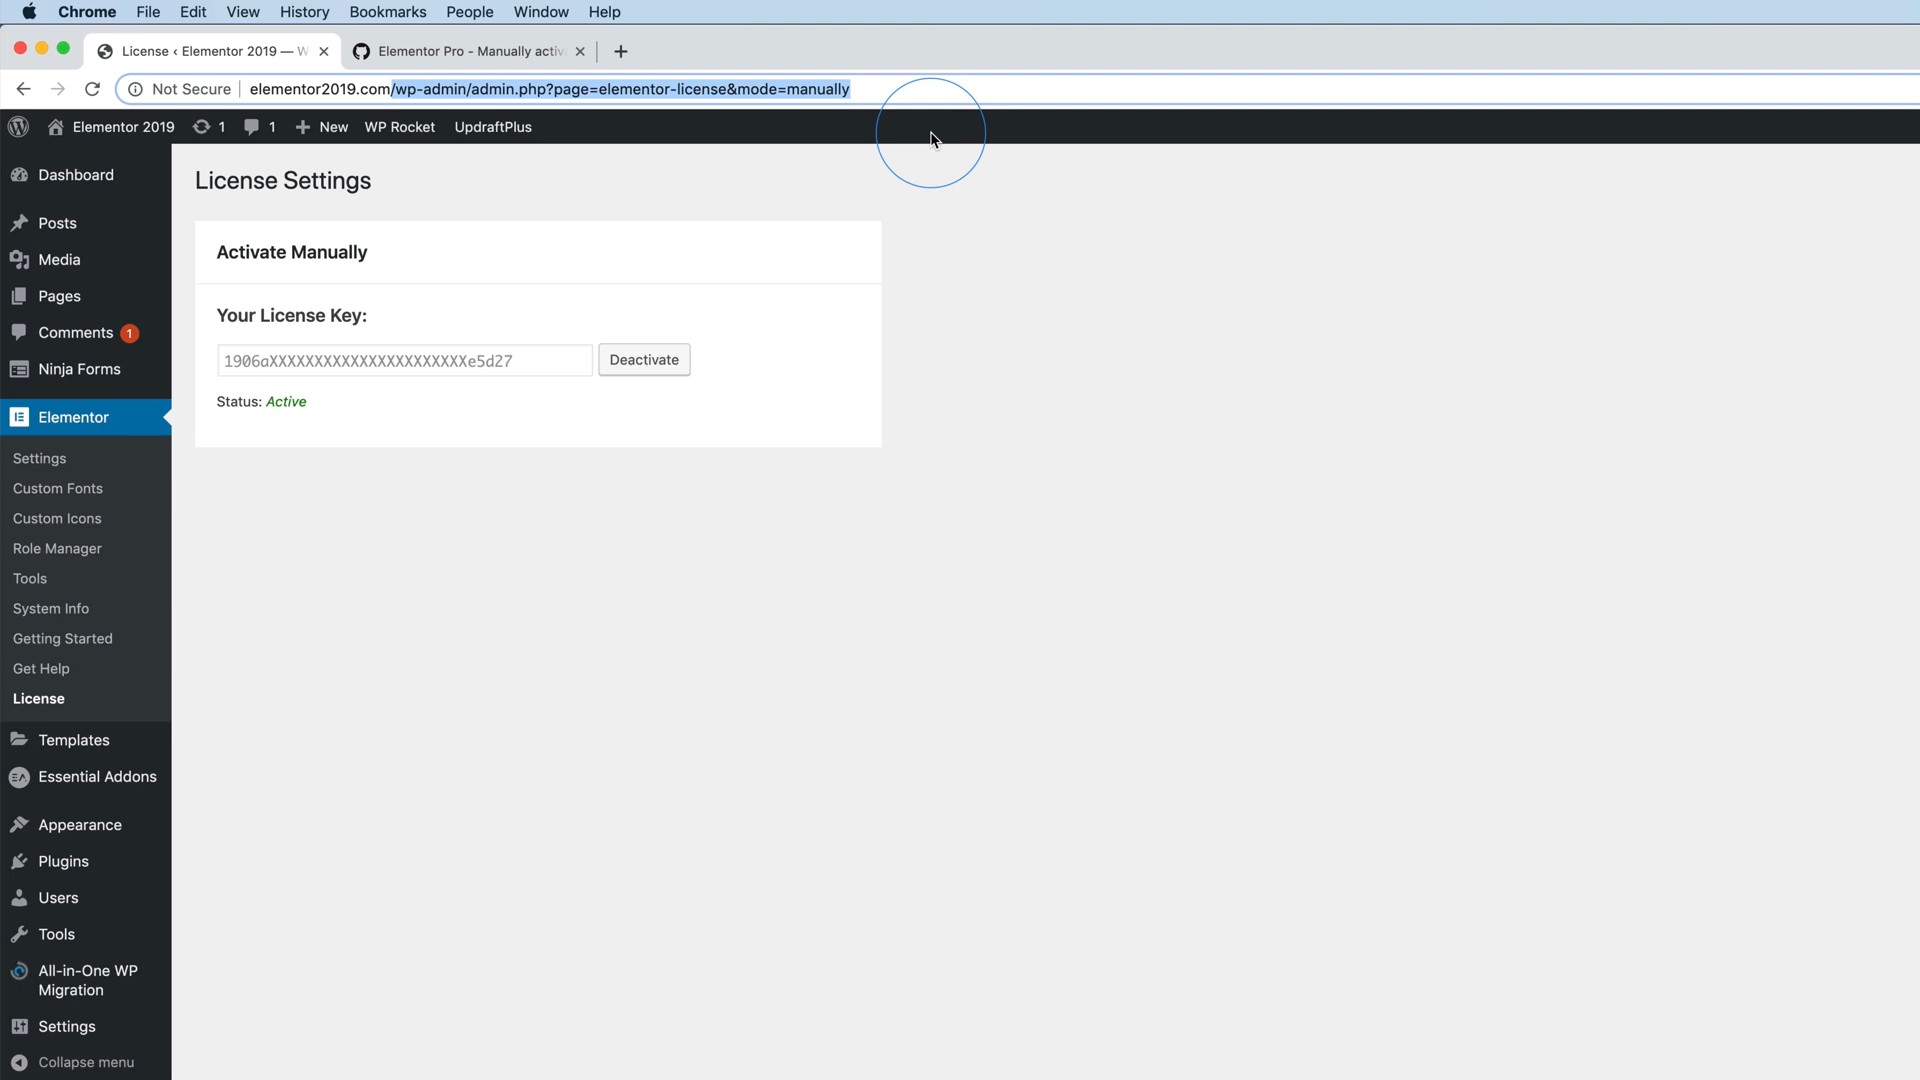 Chrome File Edit View History Bookmarks People Window Help
License ‹ Elementor 2019 — W
Elementor Pro - Manually activ
Not Secure elementor2019.com/wp-admin/admin.php?page=elementor-license&mode=manually
Elementor 2019 1 1 New WP Rocket UpdraftPlus
Dashboard
Posts
Media
Pages
Comments 1
Ninja Forms
Elementor
Settings
Custom Fonts
Custom Icons
Role Manager
Tools
System Info
Getting Started
Get Help
License
Templates
Essential Addons
Appearance
Plugins
Users
Tools
All-in-One WP
Migration
Settings
Collapse menu
License Settings
Activate Manually
Your License Key:
1906aXXXXXXXXXXXXXXXXXXXXXXe5d27 Deactivate
Status: Active